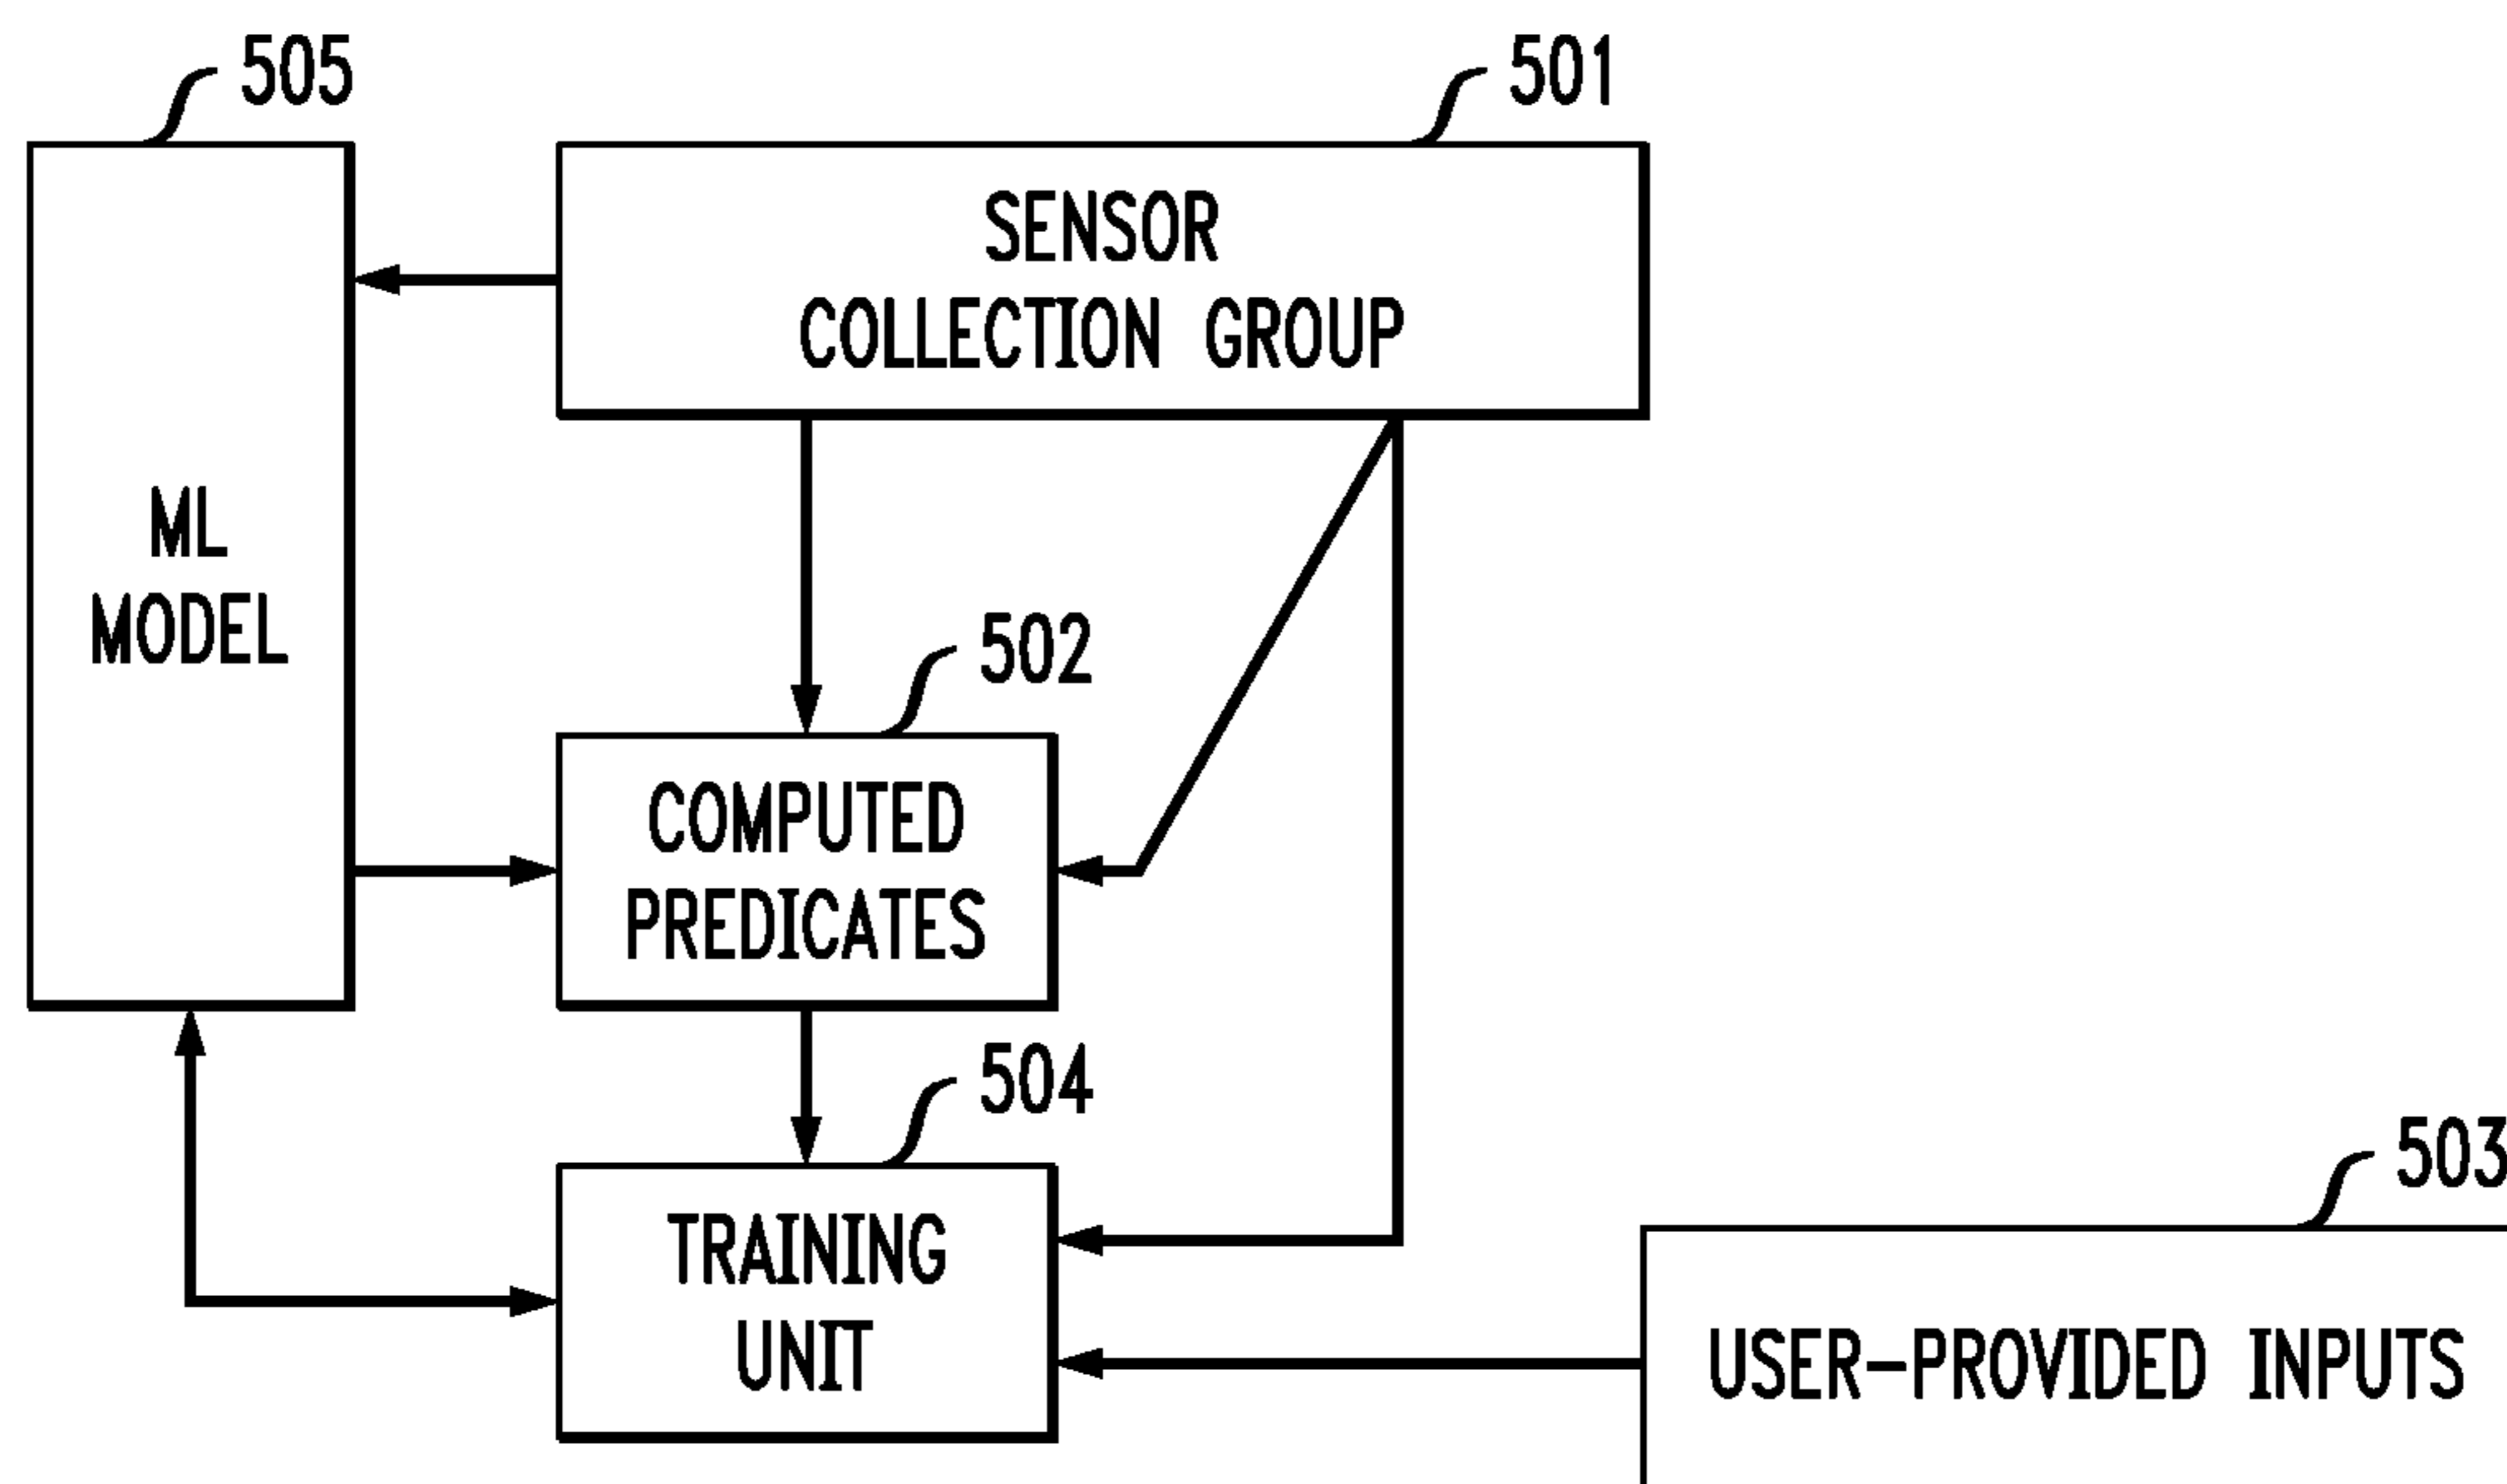 505
501
SENSOR
COLLECTION GROUP
ML
MODEL
502
COMPUTED
PREDICATES
504
TRAINING
UNIT
503
USER-PROVIDED INPUTS